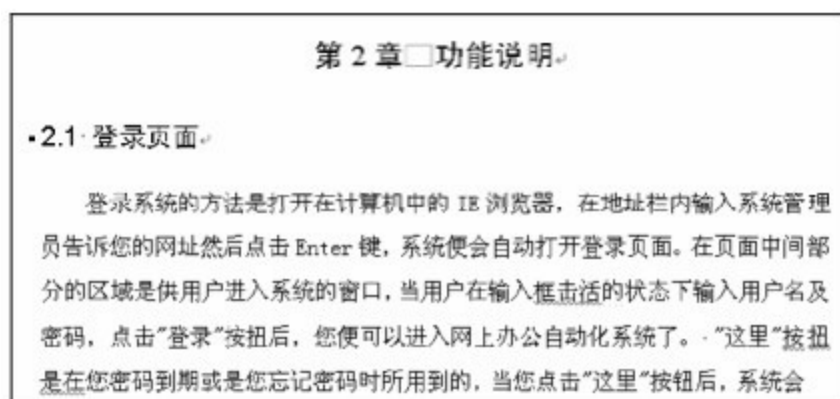 第 2 章 功能说明
2.1 登录页面
登录系统的方法是打开在计算机中的 IE 浏览器，在地址栏内输入系统管理
员告诉您的网址然后点击 Enter 键，系统便会自动打开登录页面。在页面中间部
分的区域是供用户进入系统的窗口，当用户在输入框击活的状态下输入用户名及
密码，点击"登录"按扭后，您便可以进入网上办公自动化系统了。"这里"按扭
是在您密码到期或是您忘记密码时所用到的，当您点击"这里"按钮后，系统会